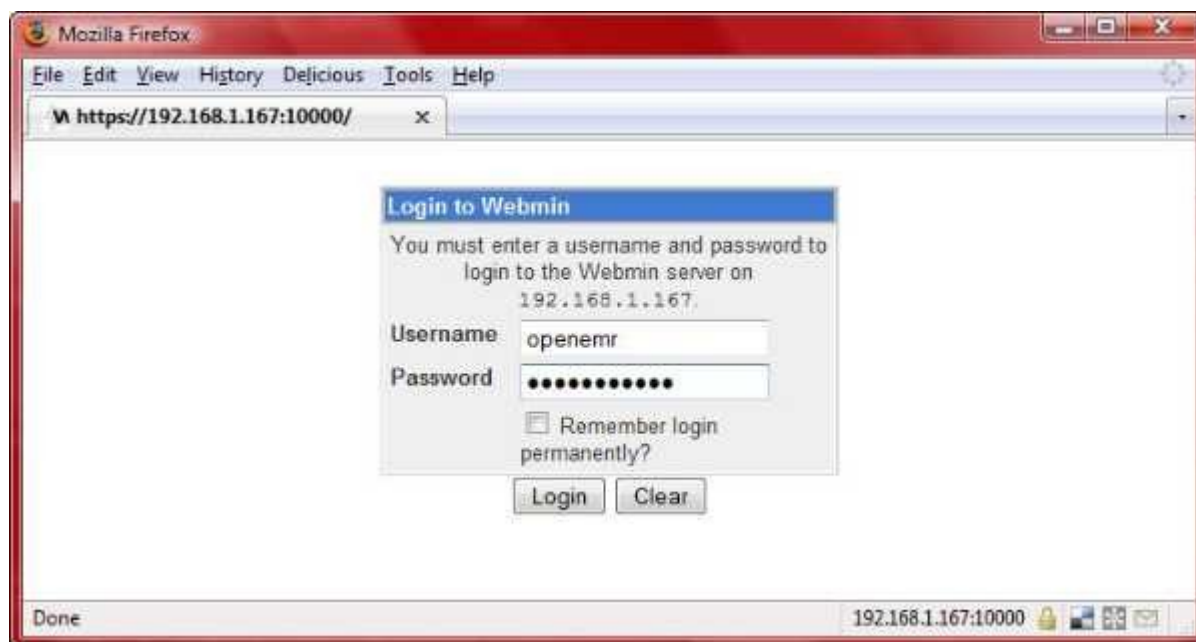 Mozilla Firefox
File Edit View History Delicious Tools Help
https://192.168.1.167:10000/
Login to Webmin
You must enter a username and password to
login to the Webmin server on
192.168.1.167.
Username openemr
Password •••••••••••
Remember login
permanently?
Login Clear
Done 192.168.1.167:10000